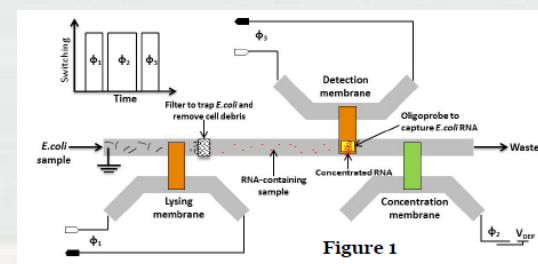 Switching
ϕ₁
ϕ₂
ϕ₃
Time
ϕ₃
Detection
membrane
Filter to trap E.coli and
remove cell debris
Oligoprobe to
capture E.coli RNA
E.coli
sample
Waste
RNA-containing
sample
Concentrated RNA
Lysing
membrane
Concentration
membrane
ϕ₁
ϕ₂
V_DEP
Figure 1